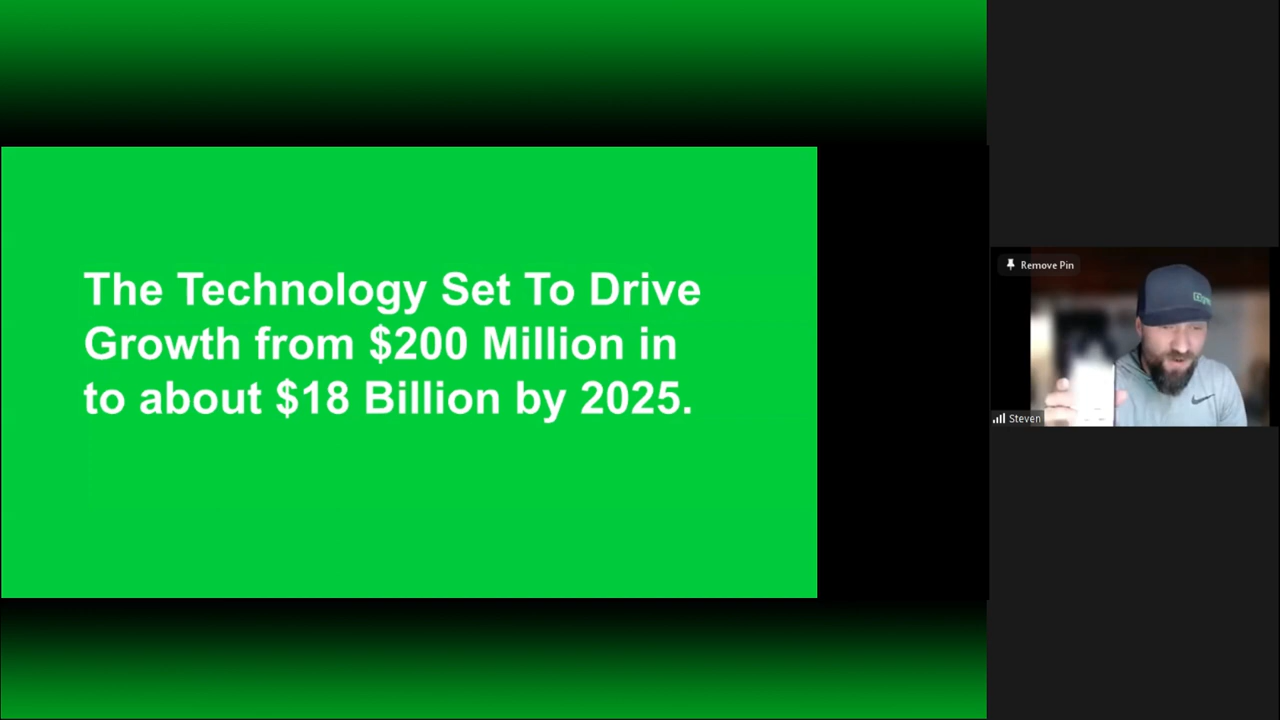 The Technology Set To Drive
Growth from $200 Million in
to about $18 Billion by 2025.
Remove Pin
Steven